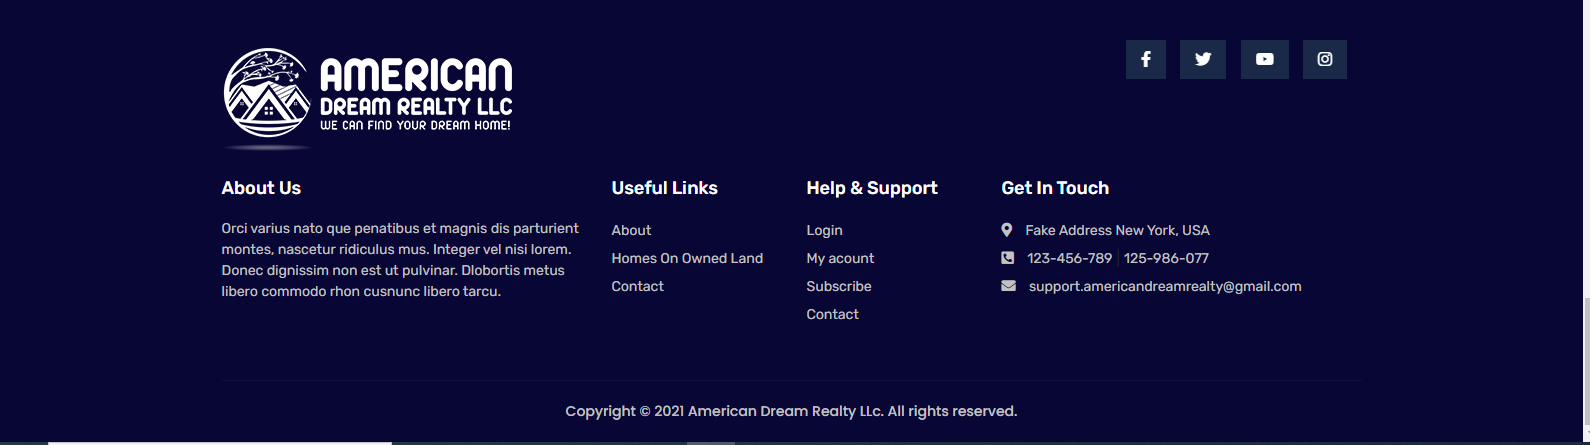 AMERICAN
DREAM REALTY LLC
WE CAN FIND YOUR DREAM HOME!
About Us
Orci varius nato que penatibus et magnis dis parturient
montes, nascetur ridiculus mus. Integer vel nisi lorem.
Donec dignissim non est ut pulvinar. Dlobortis metus
libero commodo rhon cusnunc libero tarcu.
Useful Links
About
Homes On Owned Land
Contact
Help & Support
Login
My acount
Subscribe
Contact
Get In Touch
Fake Address New York, USA
123-456-789 | 125-986-077
support.americandreamrealty@gmail.com
Copyright © 2021 American Dream Realty LLc. All rights reserved.